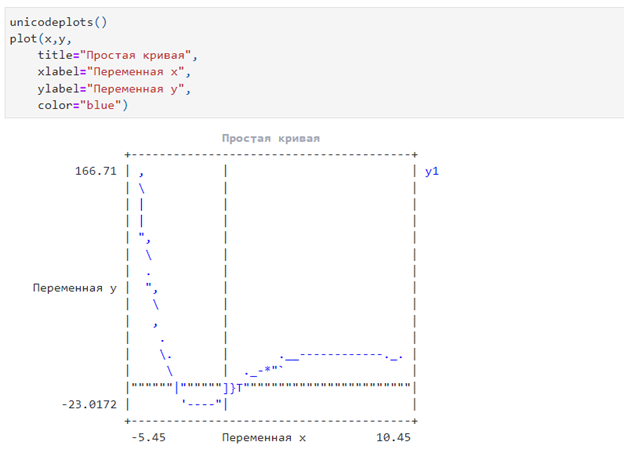 unicodeplots()
plot(x,y,
    title="Простая кривая",
    xlabel="Переменная x",
    ylabel="Переменная y",
    color="blue")
Простая кривая
166.71
y1
Переменная y
-23.0172
-5.45 Переменная x 10.45